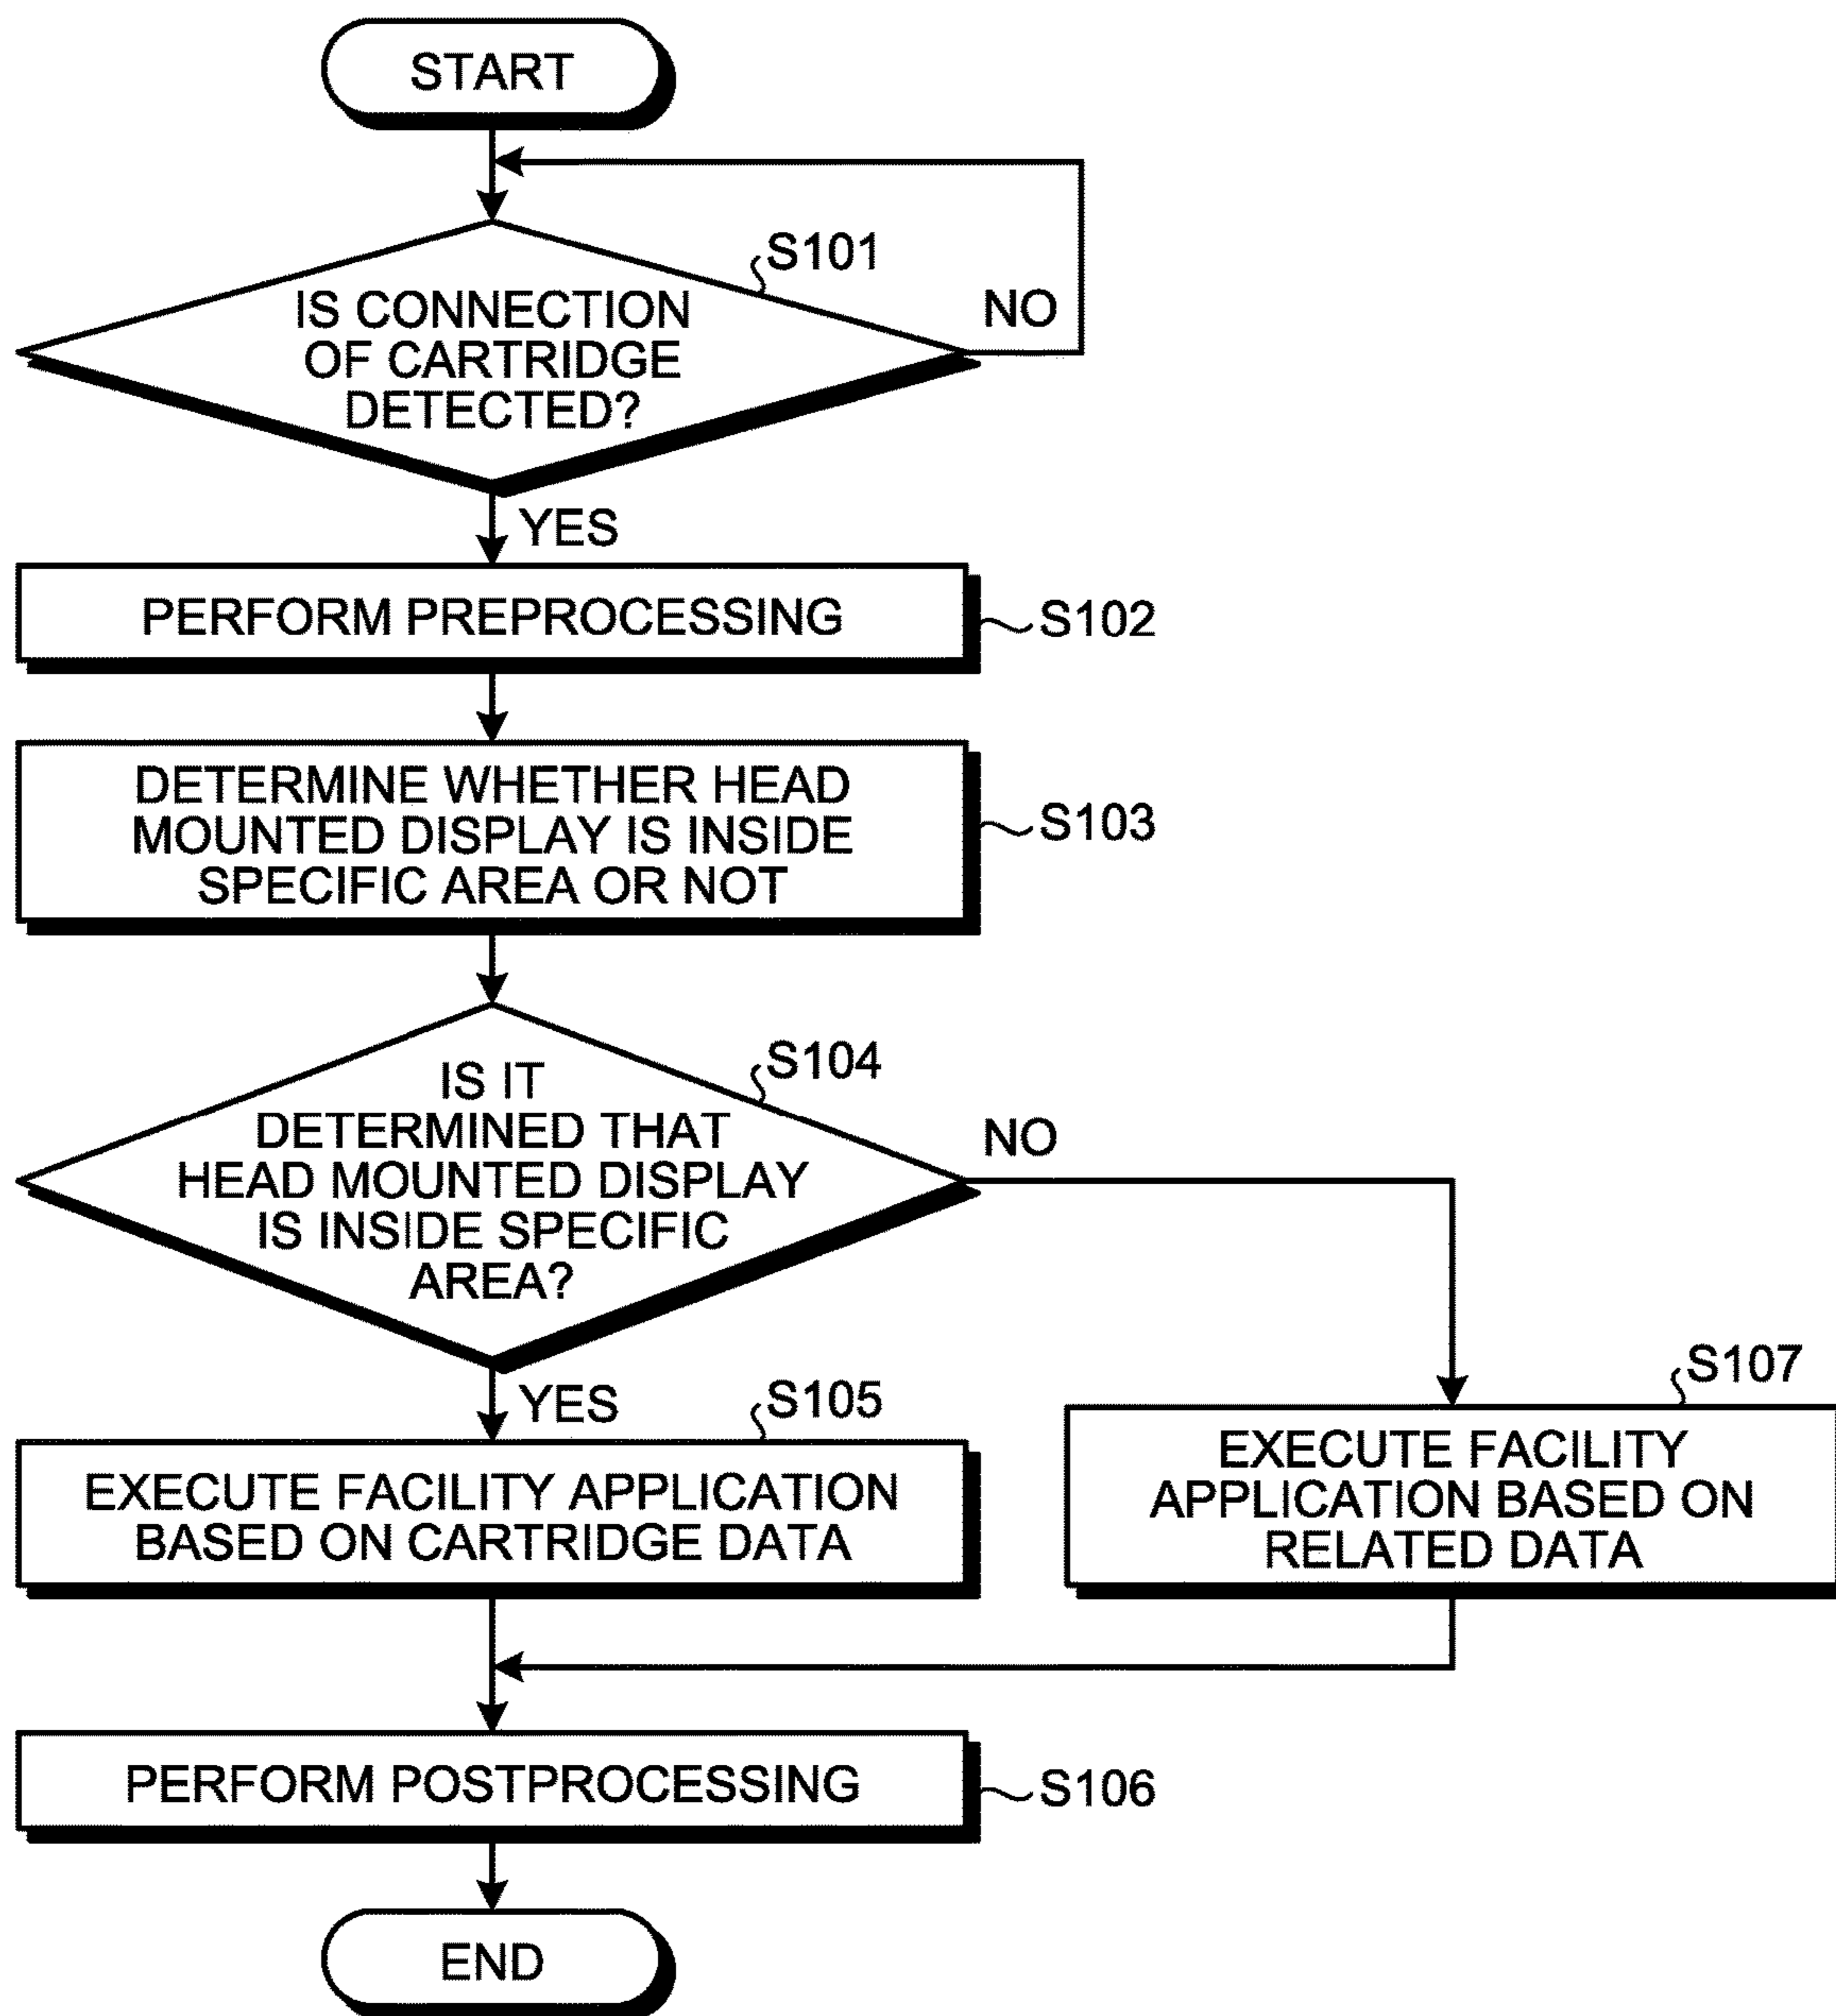 START
S101
IS CONNECTION
OF CARTRIDGE
DETECTED?
NO
YES
PERFORM PREPROCESSING
S102
DETERMINE WHETHER HEAD
MOUNTED DISPLAY IS INSIDE
SPECIFIC AREA OR NOT
S103
S104
IS IT
DETERMINED THAT
HEAD MOUNTED DISPLAY
IS INSIDE SPECIFIC
AREA?
NO
YES
S105
EXECUTE FACILITY APPLICATION
BASED ON CARTRIDGE DATA
S107
EXECUTE FACILITY
APPLICATION BASED ON
RELATED DATA
PERFORM POSTPROCESSING
S106
END